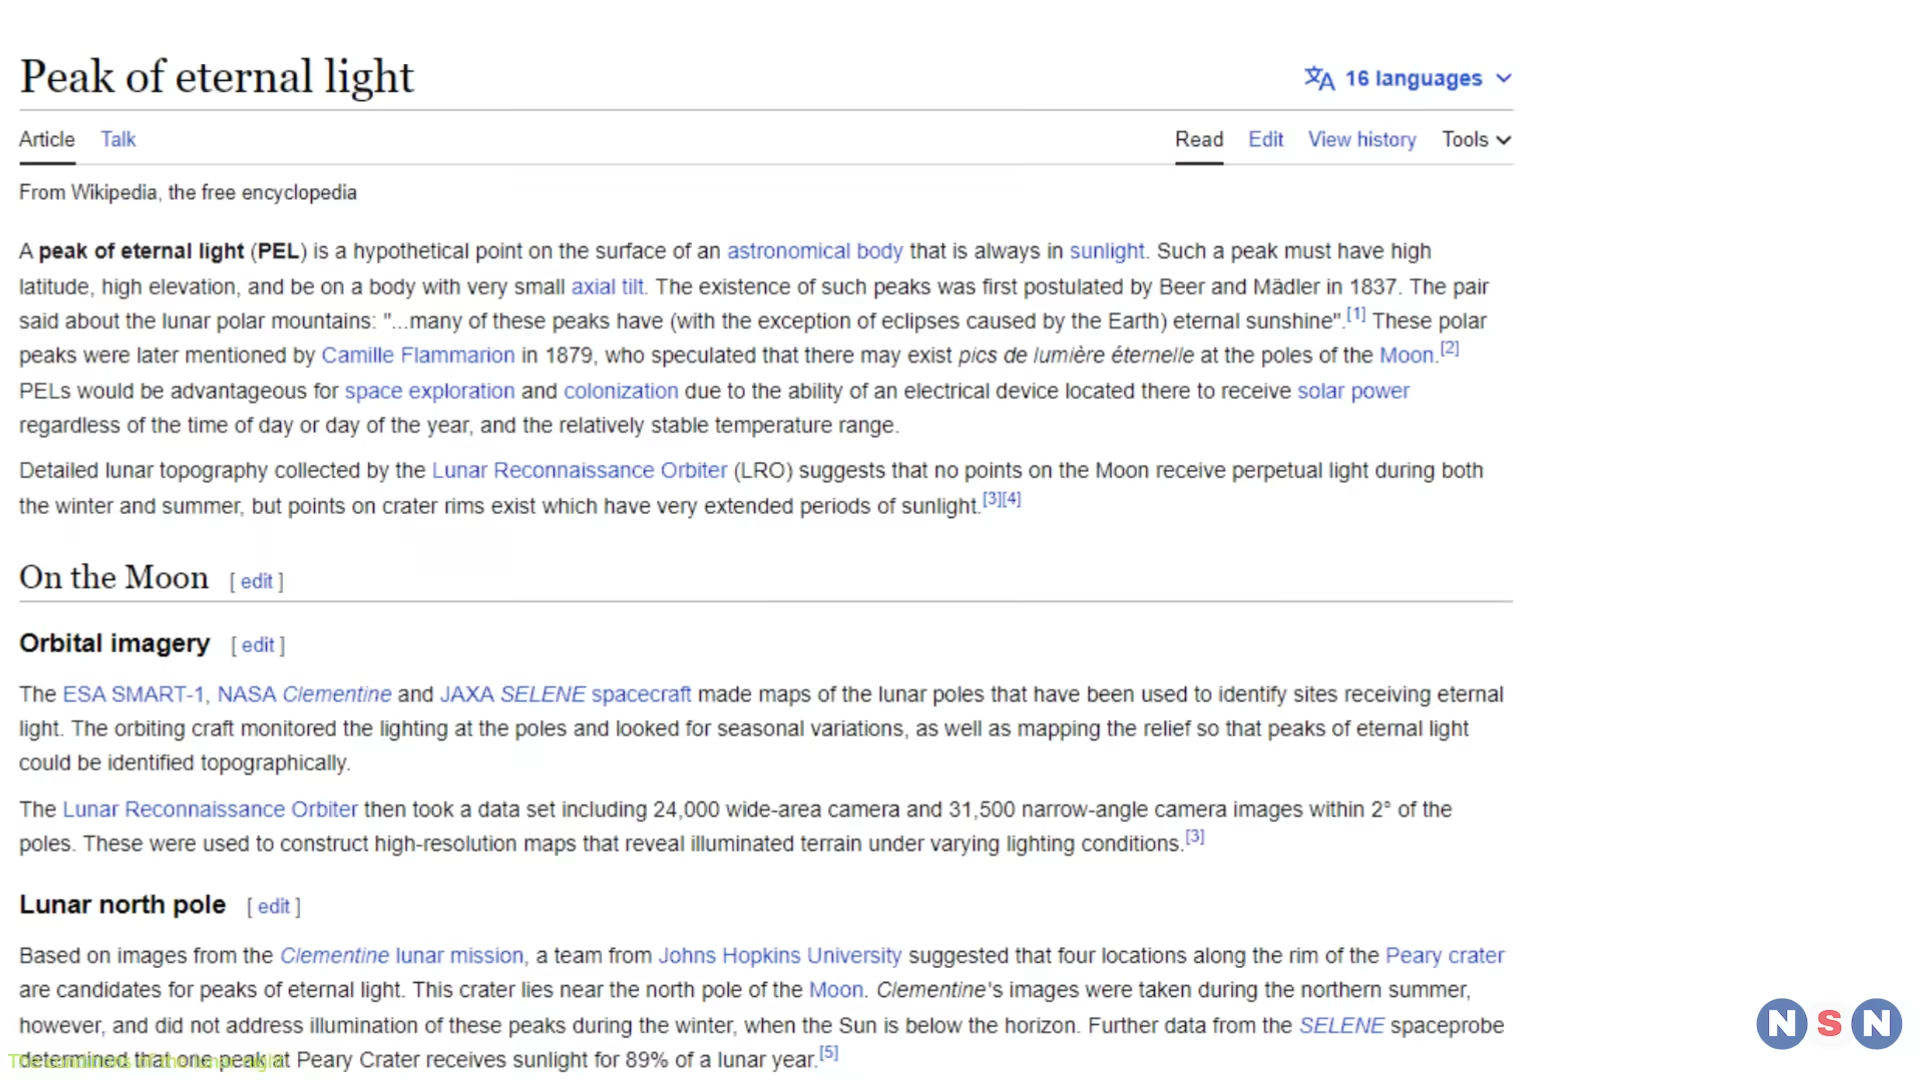 Peak of eternal light
16 languages
Article Talk
Read Edit View history Tools
From Wikipedia, the free encyclopedia
A peak of eternal light (PEL) is a hypothetical point on the surface of an astronomical body that is always in sunlight. Such a peak must have high
latitude, high elevation, and be on a body with very small axial tilt. The existence of such peaks was first postulated by Beer and Mädler in 1837. The pair
said about the lunar polar mountains: "...many of these peaks have (with the exception of eclipses caused by the Earth) eternal sunshine".[1] These polar
peaks were later mentioned by Camille Flammarion in 1879, who speculated that there may exist pics de lumière éternelle at the poles of the Moon.[2]
PELs would be advantageous for space exploration and colonization due to the ability of an electrical device located there to receive solar power
regardless of the time of day or day of the year, and the relatively stable temperature range.
Detailed lunar topography collected by the Lunar Reconnaissance Orbiter (LRO) suggests that no points on the Moon receive perpetual light during both
the winter and summer, but points on crater rims exist which have very extended periods of sunlight.[3][4]
On the Moon [ edit ]
Orbital imagery [ edit ]
The ESA SMART-1, NASA Clementine and JAXA SELENE spacecraft made maps of the lunar poles that have been used to identify sites receiving eternal
light. The orbiting craft monitored the lighting at the poles and looked for seasonal variations, as well as mapping the relief so that peaks of eternal light
could be identified topographically.
The Lunar Reconnaissance Orbiter then took a data set including 24,000 wide-area camera and 31,500 narrow-angle camera images within 2° of the
poles. These were used to construct high-resolution maps that reveal illuminated terrain under varying lighting conditions.[3]
Lunar north pole [ edit ]
Based on images from the Clementine lunar mission, a team from Johns Hopkins University suggested that four locations along the rim of the Peary crater
are candidates for peaks of eternal light. This crater lies near the north pole of the Moon. Clementine's images were taken during the northern summer,
however, and did not address illumination of these peaks during the winter, when the Sun is below the horizon. Further data from the SELENE spaceprobe
determined that one peak at Peary Crater receives sunlight for 89% of a lunar year.[5]
N S N